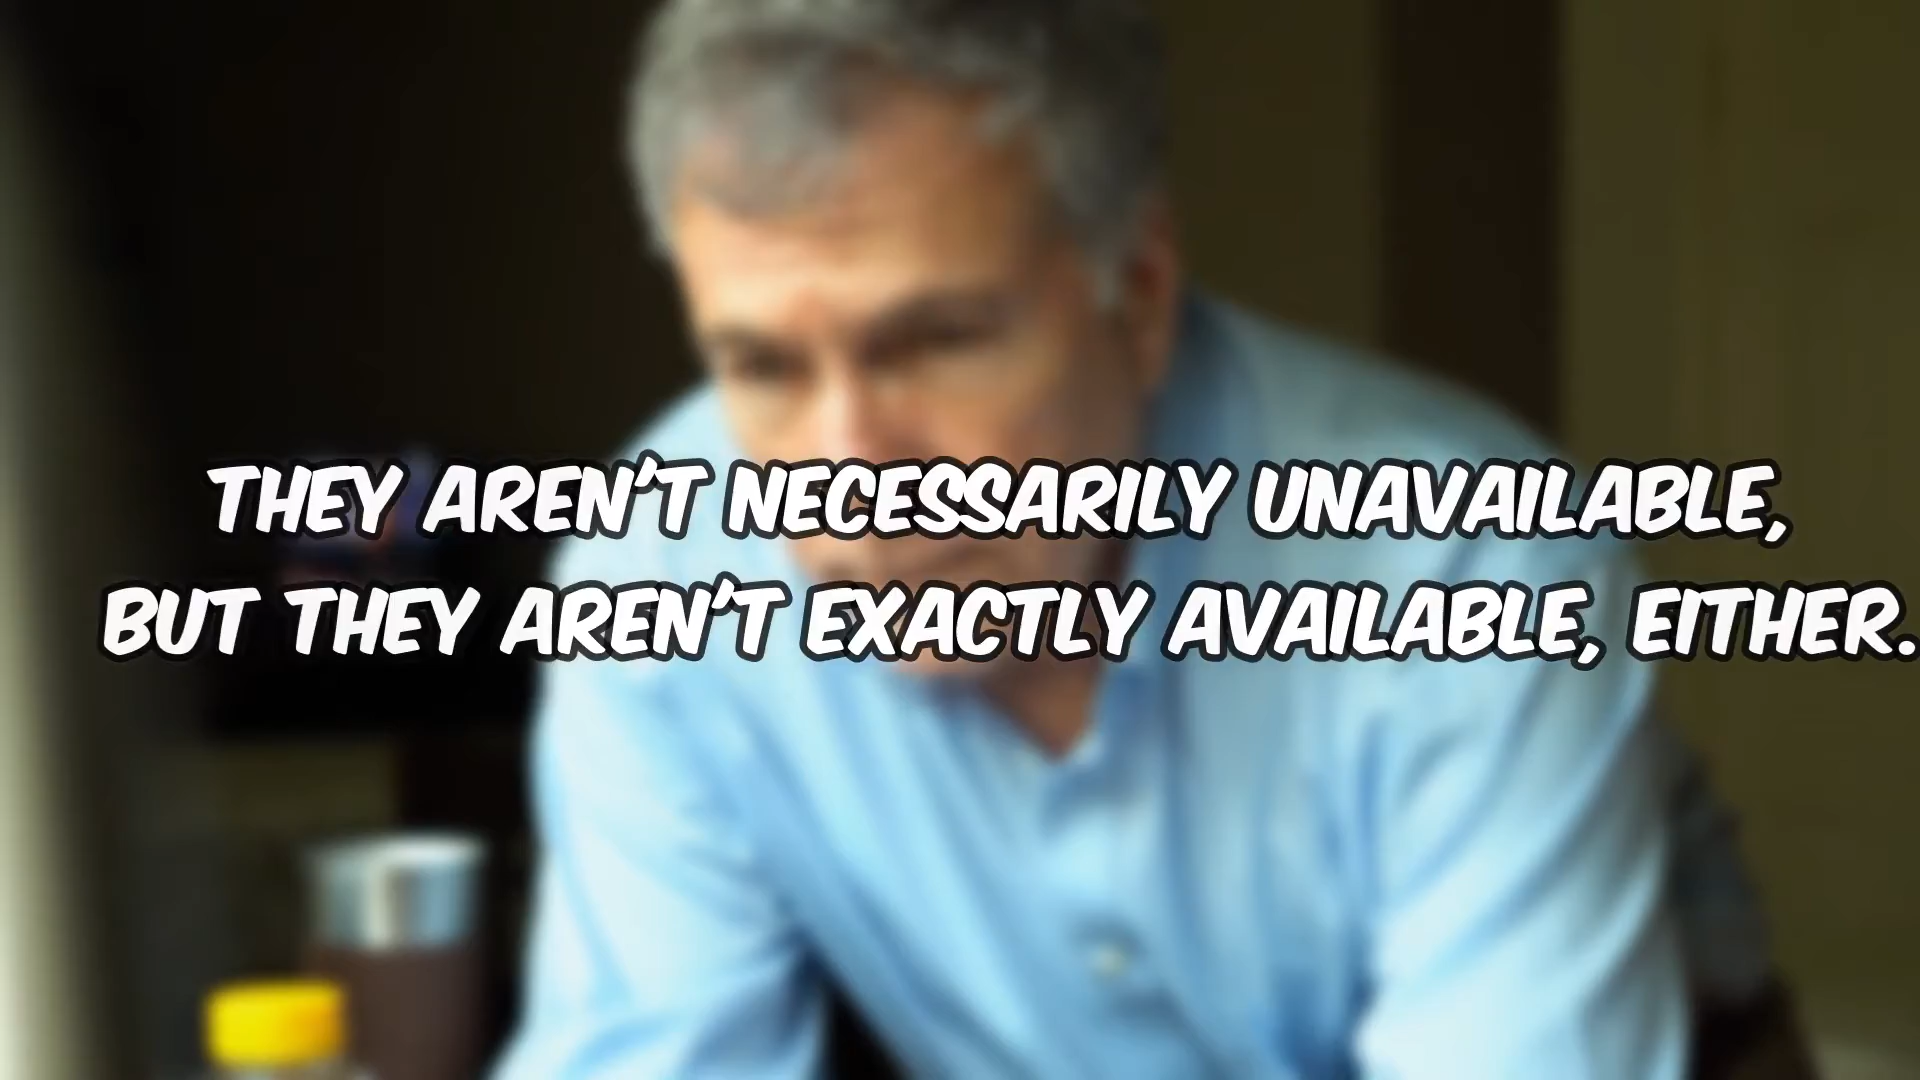 THEY AREN'T NECESSARILY UNAVAILABLE,
BUT THEY AREN'T EXACTLY AVAILABLE, EITHER.